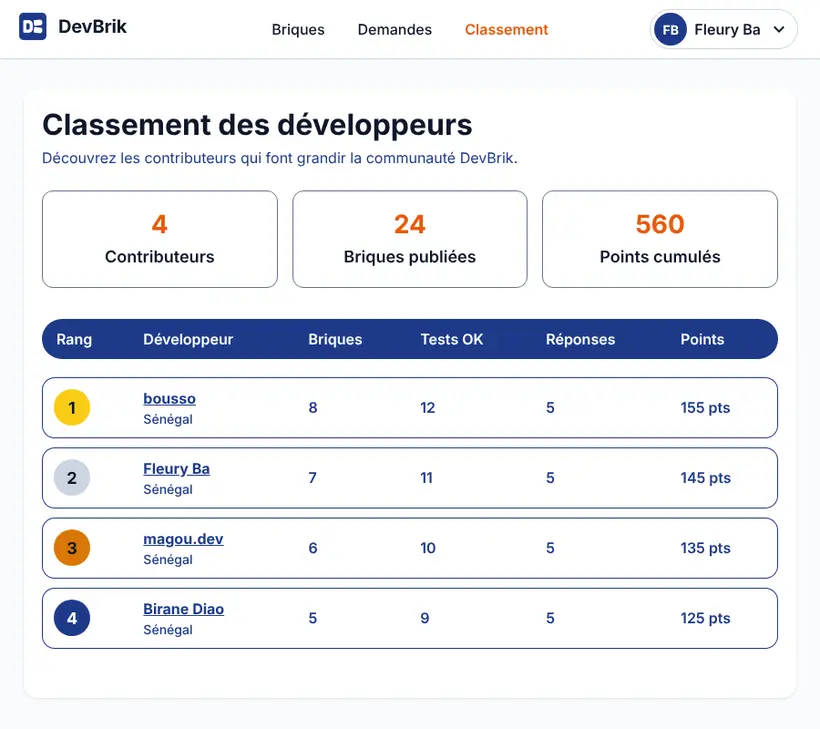 DevBrik
Briques Demandes Classement
FB Fleury Ba
Classement des développeurs
Découvrez les contributeurs qui font grandir la communauté DevBrik.
4
Contributeurs
24
Briques publiées
560
Points cumulés
Rang Développeur Briques Tests OK Réponses Points
1 bousso 8 12 5 155 pts
Sénégal
2 Fleury Ba 7 11 5 145 pts
Sénégal
3 magou.dev 6 10 5 135 pts
Sénégal
4 Birane Diao 5 9 5 125 pts
Sénégal